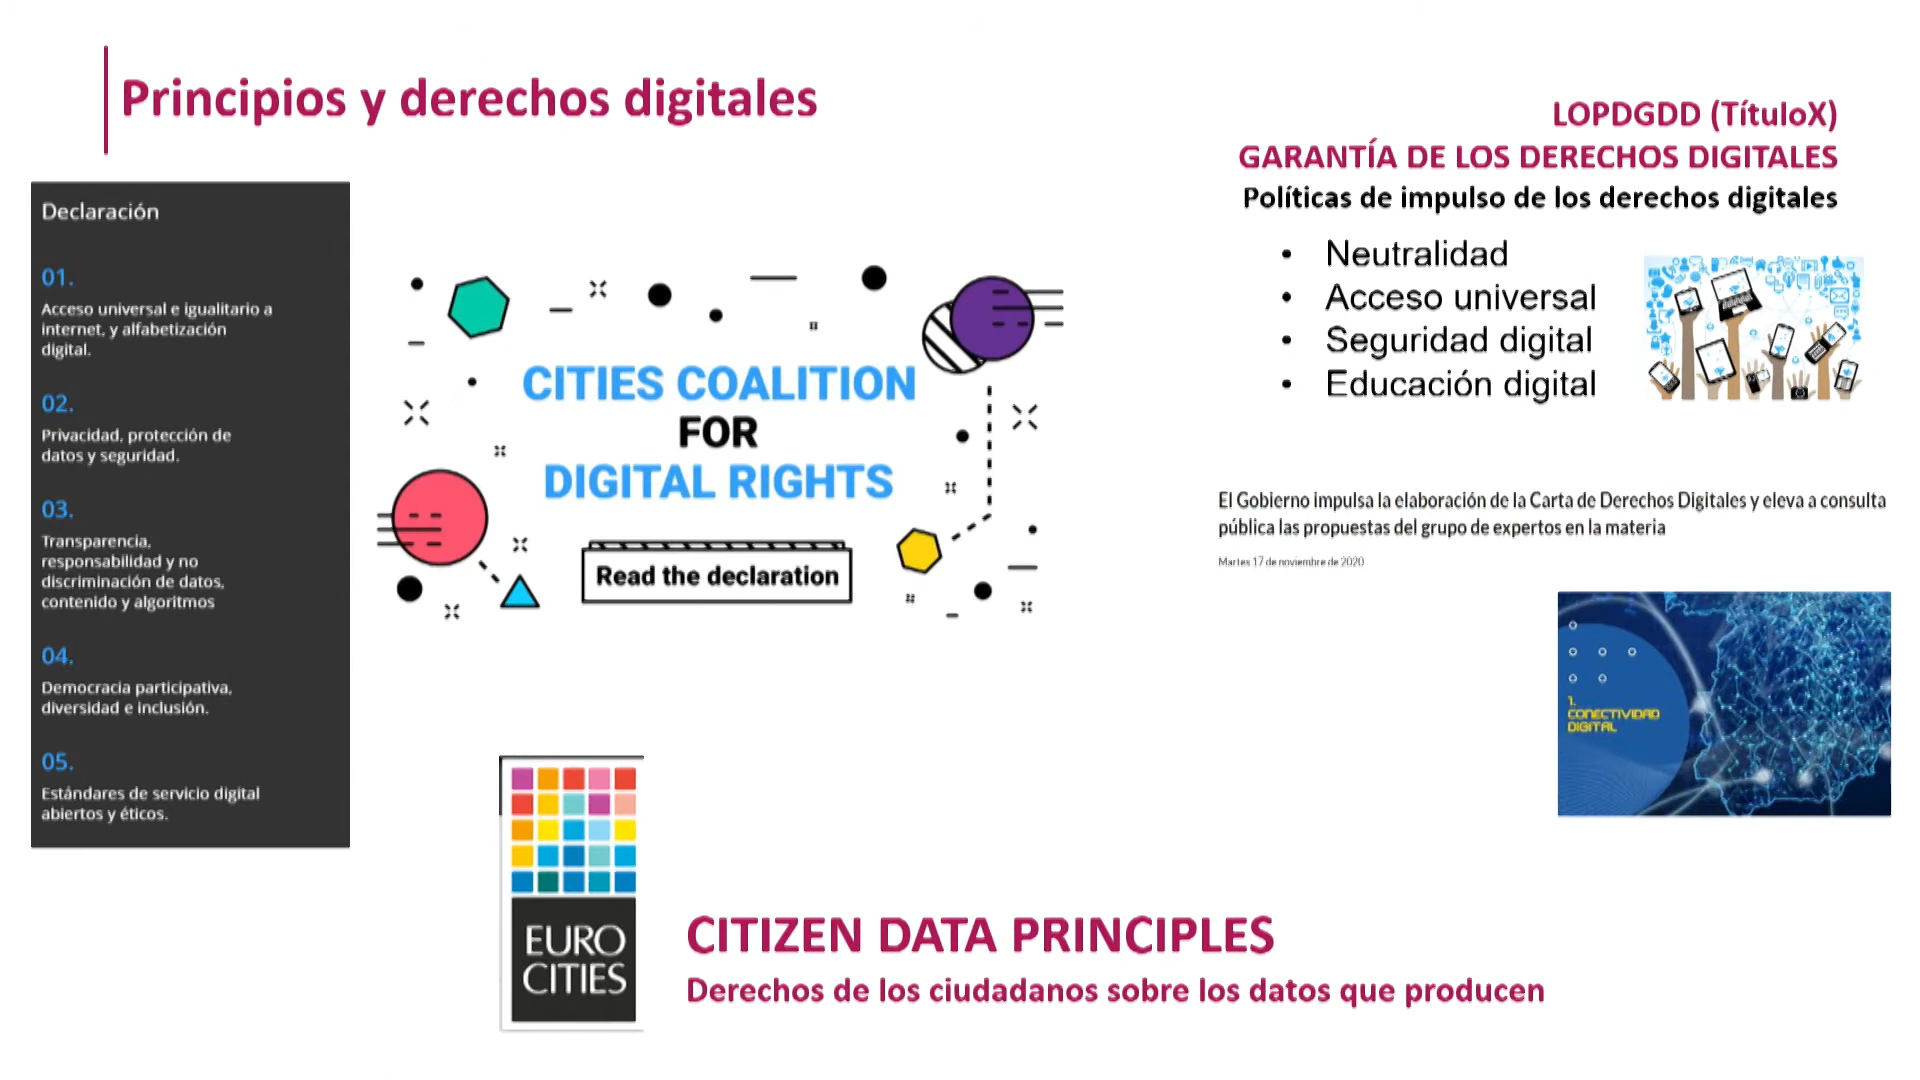 Principios y derechos digitales
Declaración
01.
Acceso universal e igualitario a
internet, y alfabetización
digital.
02.
Privacidad, protección de
datos y seguridad.
03.
Transparencia,
responsabilidad y no
discriminación de datos,
contenido y algoritmos
04.
Democracia participativa,
diversidad e inclusión.
05.
Estándares de servicio digital
abiertos y éticos.
CITIES COALITION
FOR
DIGITAL RIGHTS
Read the declaration
LOPDGDD (TítuloX)
GARANTÍA DE LOS DERECHOS DIGITALES
Políticas de impulso de los derechos digitales
• Neutralidad
• Acceso universal
• Seguridad digital
• Educación digital
El Gobierno impulsa la elaboración de la Carta de Derechos Digitales y eleva a consulta
pública las propuestas del grupo de expertos en la materia
Martes 17 de noviembre de 2020
1.
CONECTIVIDAD
DIGITAL
EURO
CITIES
CITIZEN DATA PRINCIPLES
Derechos de los ciudadanos sobre los datos que producen